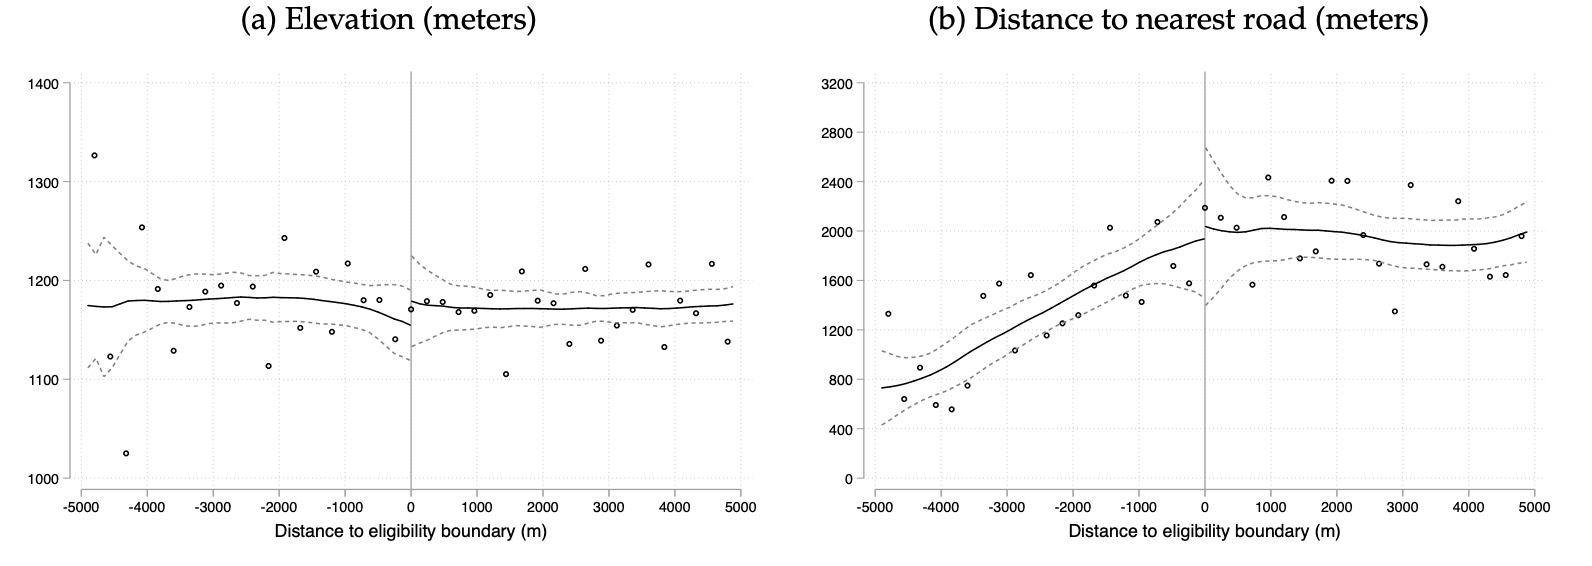 (a) Elevation (meters)
1400
1300
1200
1100
1000
-5000 -4000 -3000 -2000 -1000 0 1000 2000 3000 4000 5000
Distance to eligibility boundary (m)
(b) Distance to nearest road (meters)
3200
2800
2400
2000
1600
1200
800
400
0
-5000 -4000 -3000 -2000 -1000 0 1000 2000 3000 4000 5000
Distance to eligibility boundary (m)